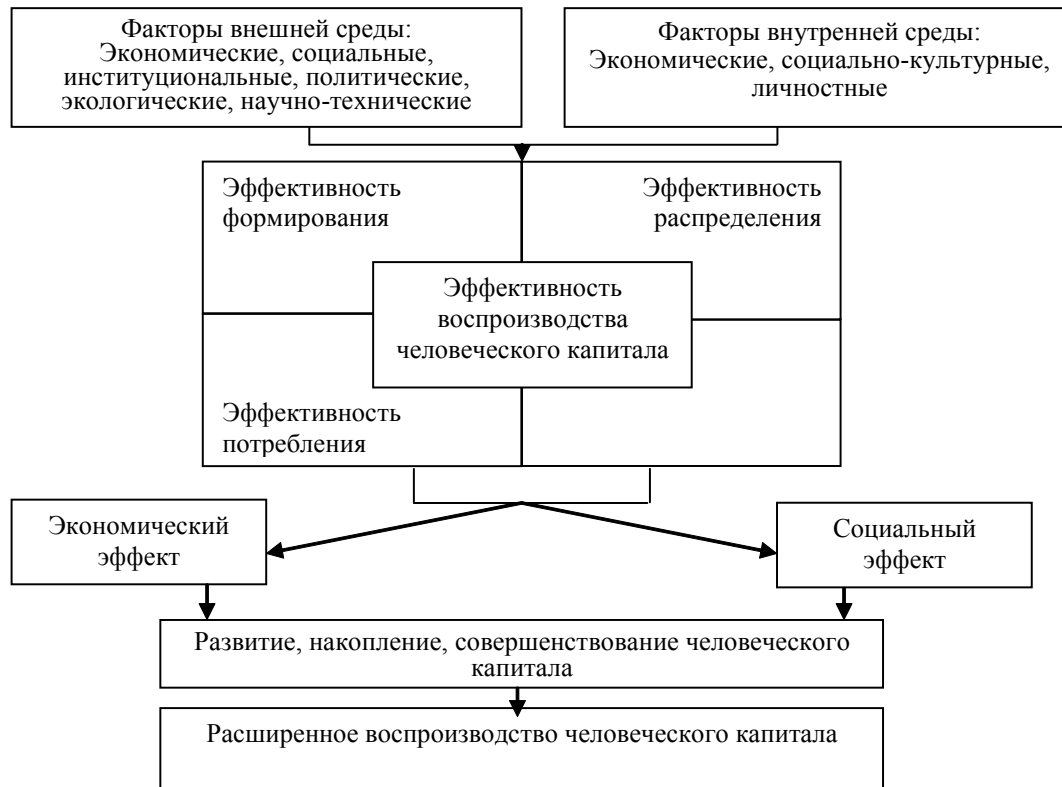 Факторы внешней среды:
Экономические, социальные,
институциональные, политические,
экологические, научно-технические
Факторы внутренней среды:
Экономические, социально-культурные,
личностные
Эффективность
формирования
Эффективность
распределения
Эффективность
воспроизводства
человеческого капитала
Эффективность
потребления
Экономический
эффект
Социальный
эффект
Развитие, накопление, совершенствование человеческого
капитала
Расширенное воспроизводство человеческого капитала